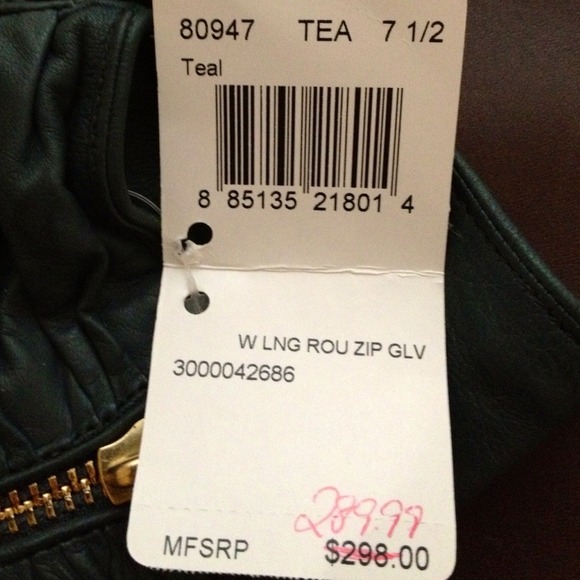 80947 TEA 7 1/2
Teal
8 85135 21801 4
W LNG ROU ZIP GLV
3000042686
289.99
MFSRP $298.00